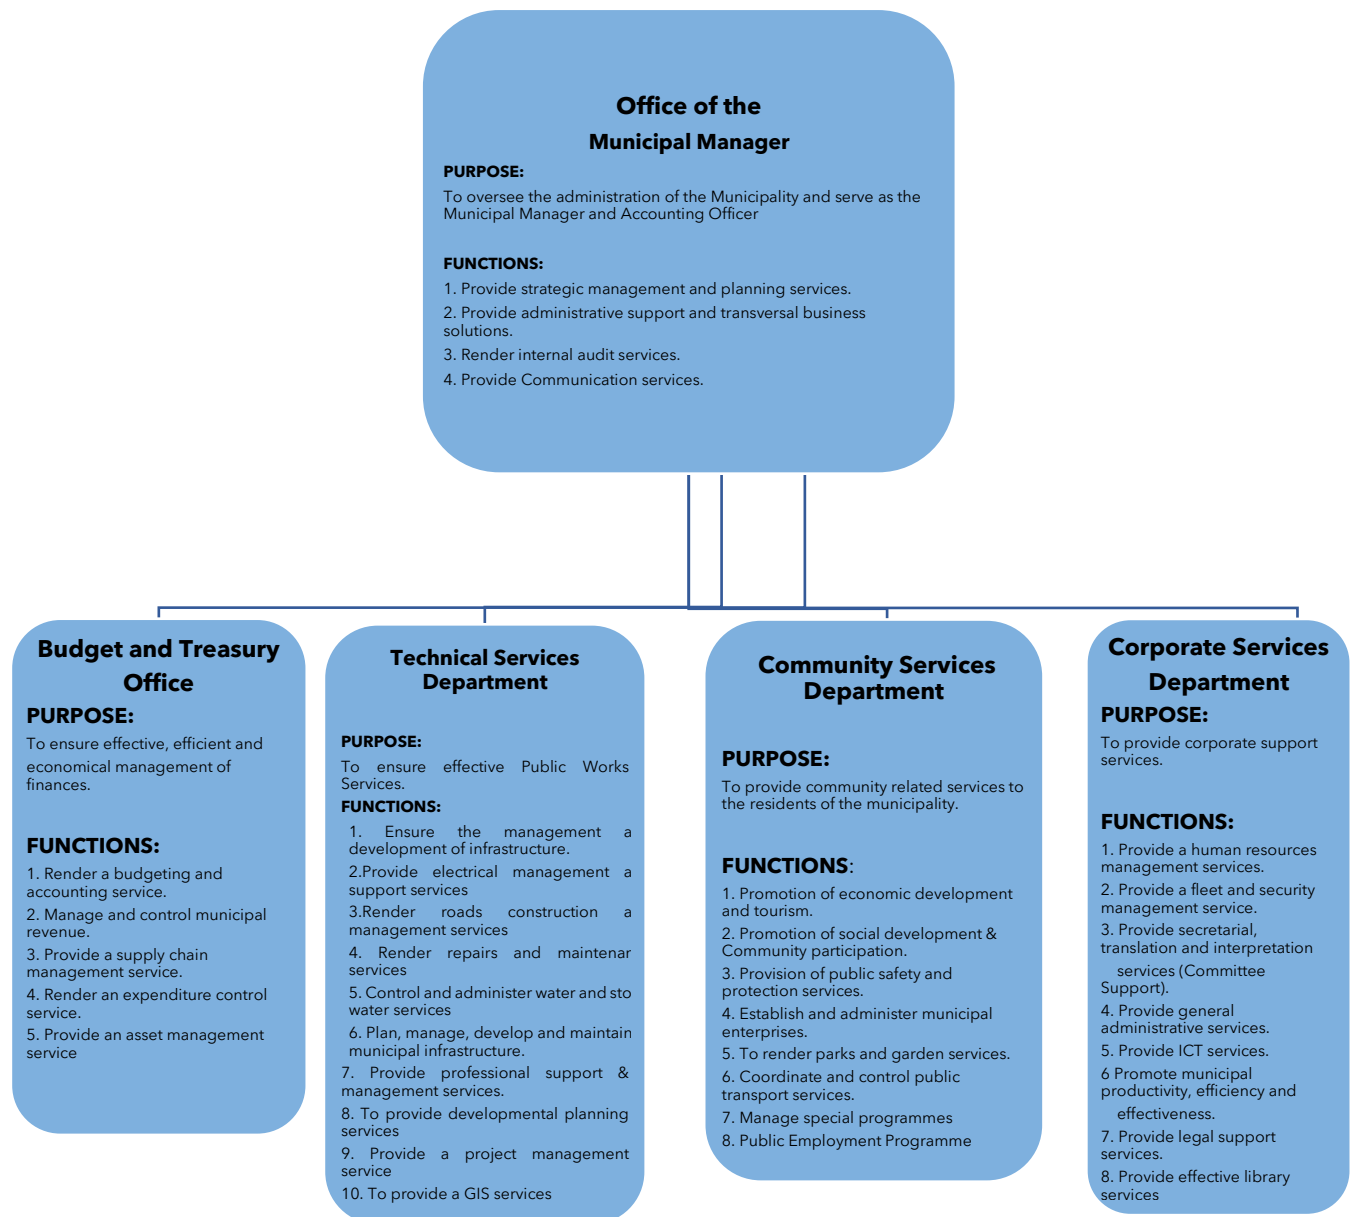 Office of the
Municipal Manager
PURPOSE:
To oversee the administration of the Municipality and serve as the
Municipal Manager and Accounting Officer
FUNCTIONS:
1. Provide strategic management and planning services.
2. Provide administrative support and transversal business
solutions.
3. Render internal audit services.
4. Provide Communication services.
Budget and Treasury
Office
PURPOSE:
To ensure effective, efficient and
economical management of
finances.
FUNCTIONS:
1. Render a budgeting and
accounting service.
2. Manage and control municipal
revenue.
3. Provide a supply chain
management service.
4. Render an expenditure control
service.
5. Provide an asset management
service
Technical Services
Department
PURPOSE:
To ensure effective Public Works
Services.
FUNCTIONS:
1. Ensure the management a
development of infrastructure.
2.Provide electrical management a
support services
3.Render roads construction a
management services
4. Render repairs and maintenar
services
5. Control and administer water and sto
water services
6. Plan, manage, develop and maintain
municipal infrastructure.
7. Provide professional support &
management services.
8. To provide developmental planning
services
9. Provide a project management
service
10. To provide a GIS services
Community Services
Department
PURPOSE:
To provide community related services to
the residents of the municipality.
FUNCTIONS:
1. Promotion of economic development
and tourism.
2. Promotion of social development &
Community participation.
3. Provision of public safety and
protection services.
4. Establish and administer municipal
enterprises.
5. To render parks and garden services.
6. Coordinate and control public
transport services.
7. Manage special programmes
8. Public Employment Programme
Corporate Services
Department
PURPOSE:
To provide corporate support
services.
FUNCTIONS:
1. Provide a human resources
management services.
2. Provide a fleet and security
management service.
3. Provide secretarial,
translation and interpretation
services (Committee
Support).
4. Provide general
administrative services.
5. Provide ICT services.
6 Promote municipal
productivity, efficiency and
effectiveness.
7. Provide legal support
services.
8. Provide effective library
services